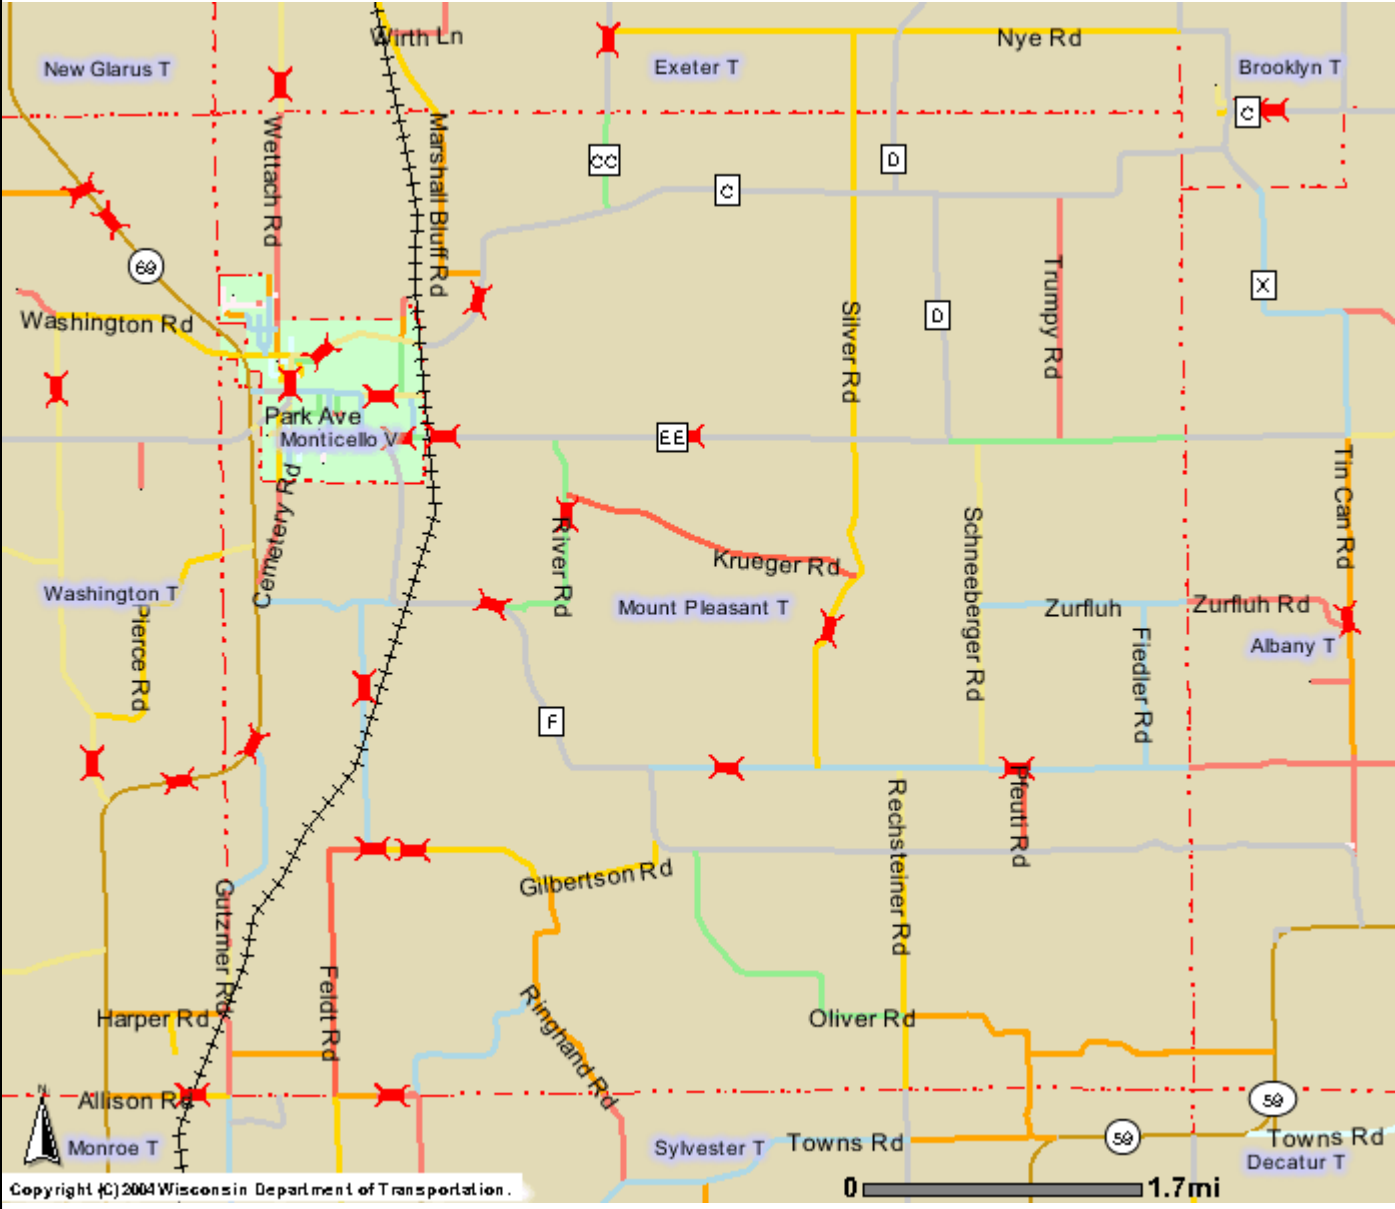 Wirth Ln
Nye Rd
New Glarus T
Exeter T
Brooklyn T
C
Wettach Rd
Marshall Bluff Rd
CC
D
C
69
Trumpy Rd
X
Washington Rd
Silver Rd
D
Park Ave
Monticello V
EE
Cemetery Rd
Tin Can Rd
River Rd
Schneeberger Rd
Krueger Rd
Washington T
Mount Pleasant T
Zurfluh
Zurfluh Rd
Pierce Rd
Fiedler Rd
Albany T
F
Pfeuti Rd
Rechsteiner Rd
Gilbertson Rd
Gutzmer Rd
Feldt Rd
Ringhand Rd
Harper Rd
Oliver Rd
N
Allison Rd
59
Monroe T
Sylvester T
Towns Rd
59
Towns Rd
Decatur T
Copyright (C)2004 Wisconsin Department of Transportation.
0 1.7mi